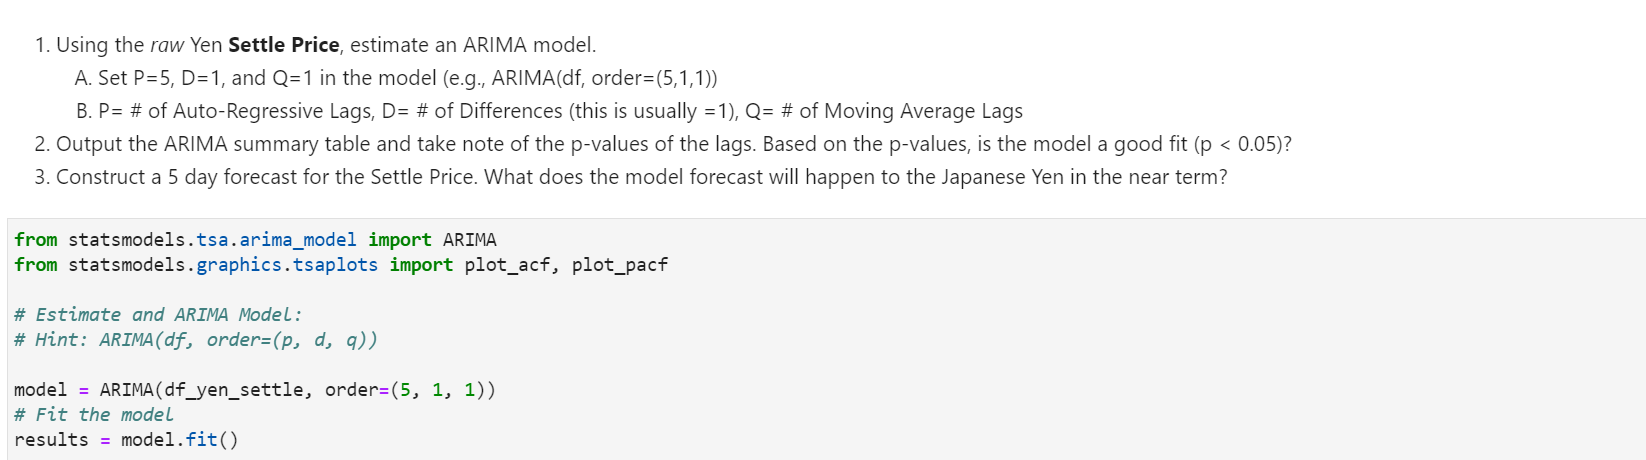 1. Using the raw Yen Settle Price, estimate an ARIMA model.
A. Set P=5, D=1, and Q=1 in the model (e.g., ARIMA(df, order=(5,1,1))
B. P= # of Auto-Regressive Lags, D= # of Differences (this is usually =1), Q= # of Moving Average Lags
2. Output the ARIMA summary table and take note of the p-values of the lags. Based on the p-values, is the model a good fit (p < 0.05)?
3. Construct a 5 day forecast for the Settle Price. What does the model forecast will happen to the Japanese Yen in the near term?
from statsmodels.tsa.arima_model import ARIMA
from statsmodels.graphics.tsaplots import plot_acf, plot_pacf
# Estimate and ARIMA Model:
# Hint: ARIMA(df, order=(p, d, q))
model = ARIMA(df_yen_settle, order=(5, 1, 1))
# Fit the model
results = model.fit()